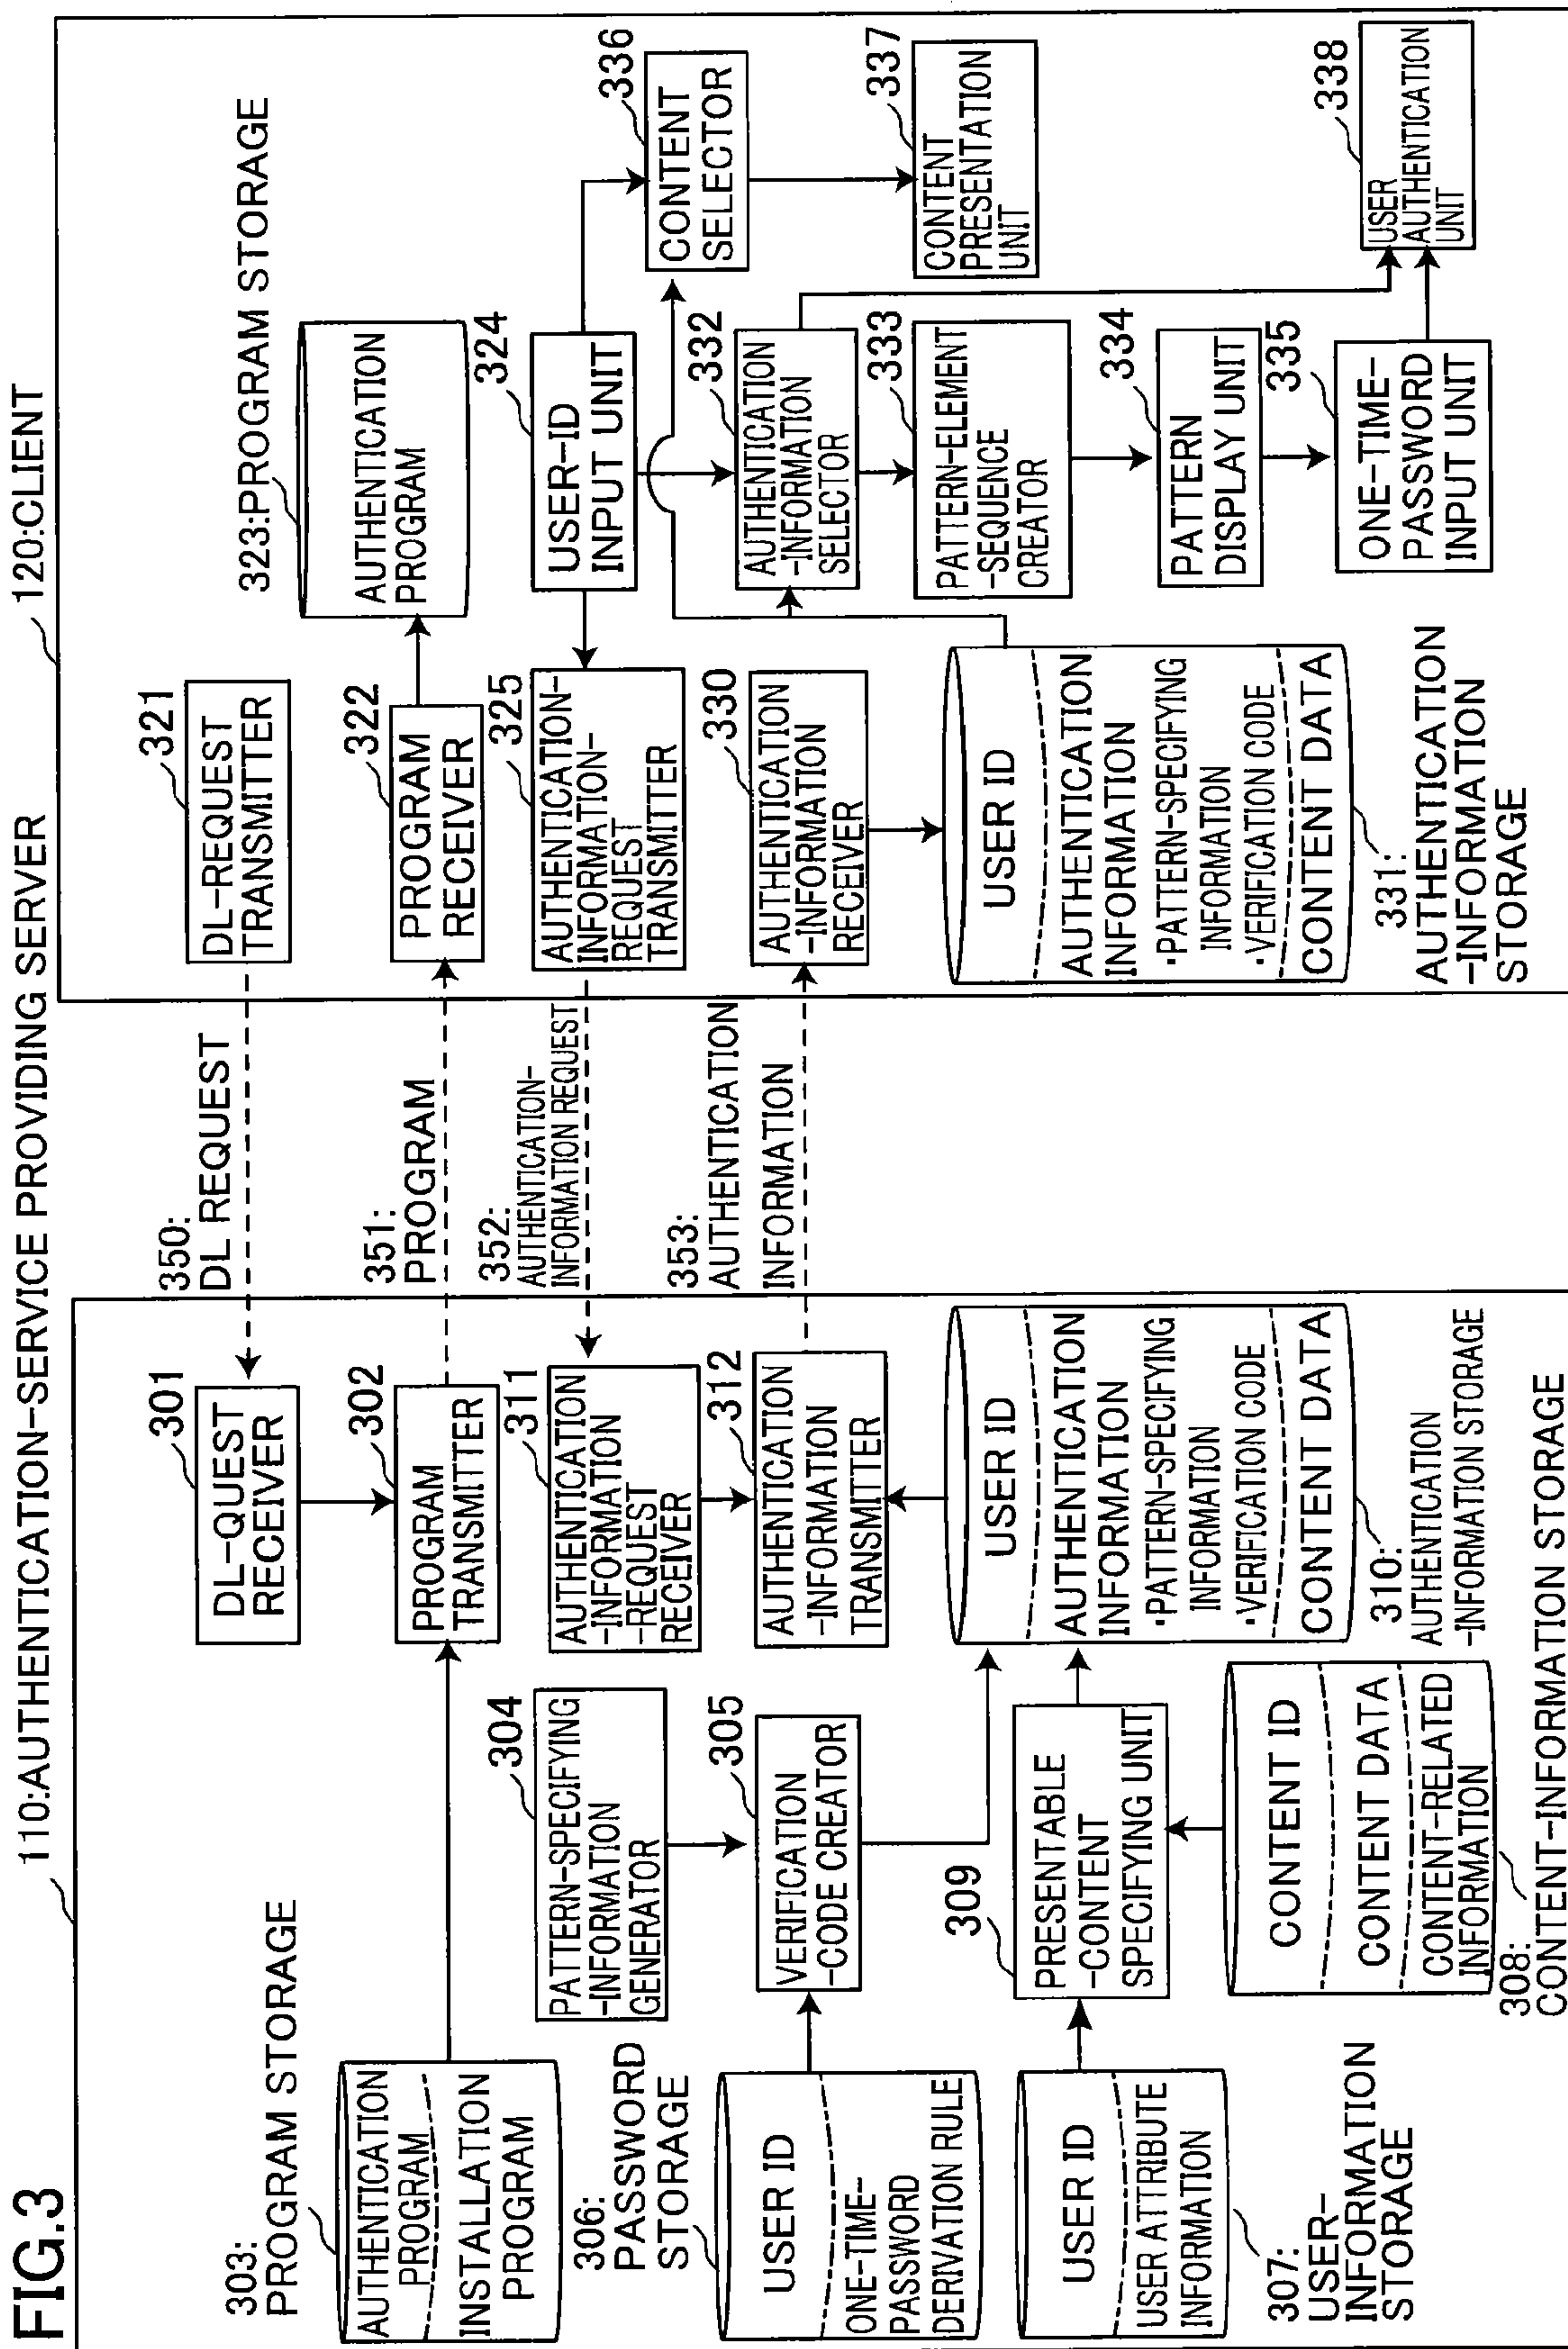 FIG.3
110:AUTHENTICATION-SERVICE PROVIDING SERVER
303:
PROGRAM STORAGE
AUTHENTICATION
PROGRAM
INSTALLATION
PROGRAM
301
DL-QUEST
RECEIVER
302
PROGRAM
TRANSMITTER
304
PATTERN-SPECIFYING
-INFORMATION
GENERATOR
311
AUTHENTICATION
-INFORMATION
-REQUEST
RECEIVER
306:
PASSWORD
STORAGE
USER ID
ONE-TIME-
PASSWORD
DERIVATION RULE
305
VERIFICATION
-CODE CREATOR
312
AUTHENTICATION
-INFORMATION
TRANSMITTER
USER ID
USER ATTRIBUTE
INFORMATION
307:
USER-
INFORMATION
STORAGE
309
PRESENTABLE
-CONTENT
SPECIFYING UNIT
USER ID
AUTHENTICATION
INFORMATION
·PATTERN-SPECIFYING
INFORMATION
·VERIFICATION CODE
CONTENT DATA
310:
AUTHENTICATION
-INFORMATION STORAGE
CONTENT ID
CONTENT DATA
CONTENT-RELATED
INFORMATION
308:
CONTENT-INFORMATION STORAGE
350:
DL REQUEST
351:
PROGRAM
352:
AUTHENTICATION-
INFORMATION REQUEST
353:
AUTHENTICATION
INFORMATION
120:CLIENT
321
DL-REQUEST
TRANSMITTER
322
PROGRAM
RECEIVER
323:PROGRAM STORAGE
AUTHENTICATION
PROGRAM
325
AUTHENTICATION-
INFORMATION-
REQUEST
TRANSMITTER
324
USER-ID
INPUT UNIT
336
CONTENT
SELECTOR
330
AUTHENTICATION
-INFORMATION
RECEIVER
332
AUTHENTICATION
-INFORMATION
SELECTOR
337
CONTENT
PRESENTATION
UNIT
USER ID
AUTHENTICATION
INFORMATION
·PATTERN-SPECIFYING
INFORMATION
·VERIFICATION CODE
CONTENT DATA
331:
AUTHENTICATION
-INFORMATION
STORAGE
333
PATTERN-ELEMENT
-SEQUENCE
CREATOR
334
PATTERN
DISPLAY UNIT
335
ONE-TIME-
PASSWORD
INPUT UNIT
338
USER
AUTHENTICATION
UNIT